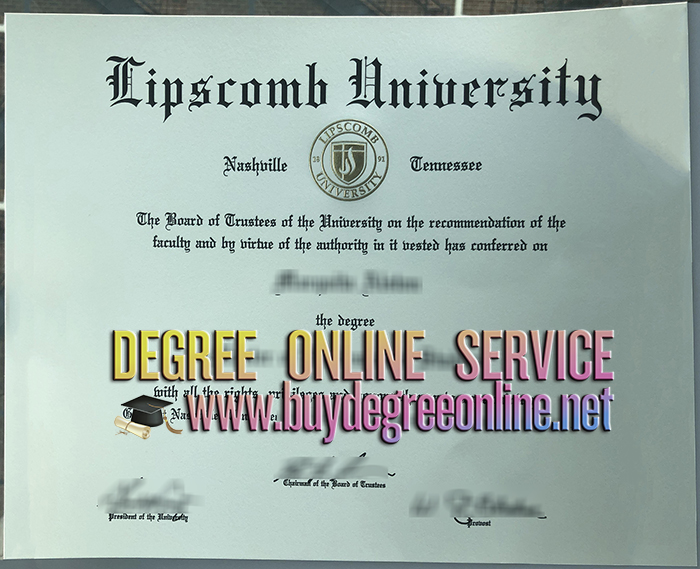 Lipscomb University
Nashville
LIPSCOMB
18 91
UNIVERSITY
Tennessee
The Board of Trustees of the University on the recommendation of the
faculty and by virtue of the authority in it vested has conferred on
the degree
DEGREE ONLINE SERVICE
with all the rights, privileges and
www.buydegreeonline.net
Chairman of the Board of Trustees
President of the University
Provost